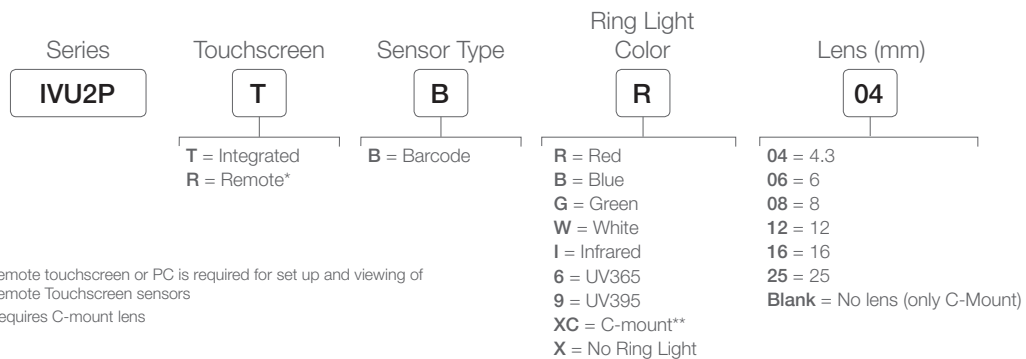 Series
IVU2P
Touchscreen
T
T = Integrated
R = Remote*
Sensor Type
B
B = Barcode
Ring Light
Color
R
R = Red
B = Blue
G = Green
W = White
I = Infrared
6 = UV365
9 = UV395
XC = C-mount**
X = No Ring Light
Lens (mm)
04
04 = 4.3
06 = 6
08 = 8
12 = 12
16 = 16
25 = 25
Blank = No lens (only C-Mount)
emote touchscreen or PC is required for set up and viewing of
emote Touchscreen sensors
equires C-mount lens